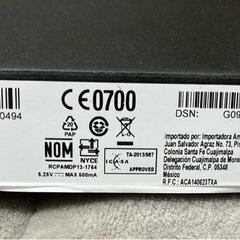 0494
CE0700
DSN:
G09
20
PAP
NOM
NYCE
RCPAMDP13-1764
5.25V⎓ MAX 600mA
ICASA
TA-2013/987
APPROVED
Importado por: Importadora Am
Juan Salvador Agraz No. 73, Pis
Colonia Santa Fe Cuajimalpa
Delegación Cuajimalpa de More
D.F., C.P. 05348
México
R.F.C.: ACA140623TXA